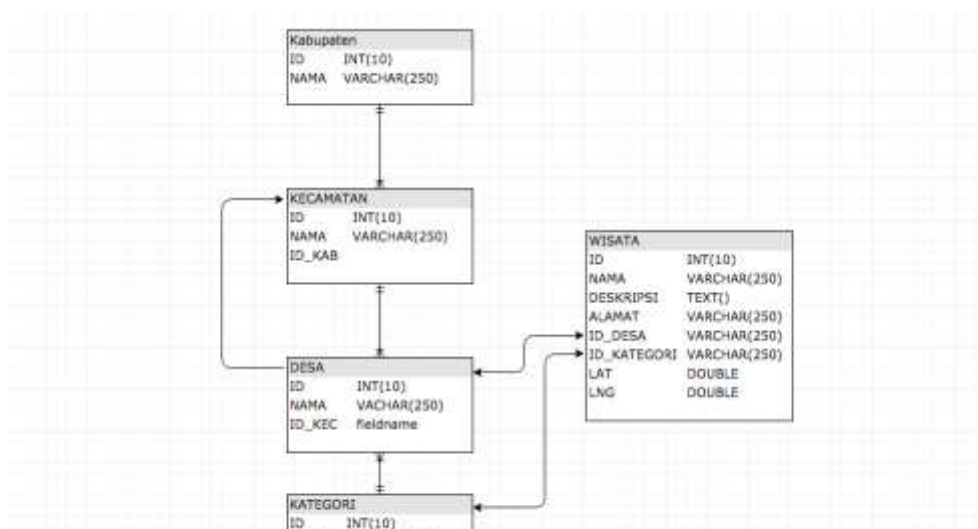 Kabupaten
ID INT(10)
NAMA VARCHAR(250)
KECAMATAN
ID INT(10)
NAMA VARCHAR(250)
ID_KAB
WISATA
ID INT(10)
NAMA VARCHAR(250)
DESKRIPSI TEXT()
ALAMAT VARCHAR(250)
ID_DESA VARCHAR(250)
ID_KATEGORI VARCHAR(250)
LAT DOUBLE
LNG DOUBLE
DESA
ID INT(10)
NAMA VACHAR(250)
ID_KEC fieldname
KATEGORI
ID INT(10)